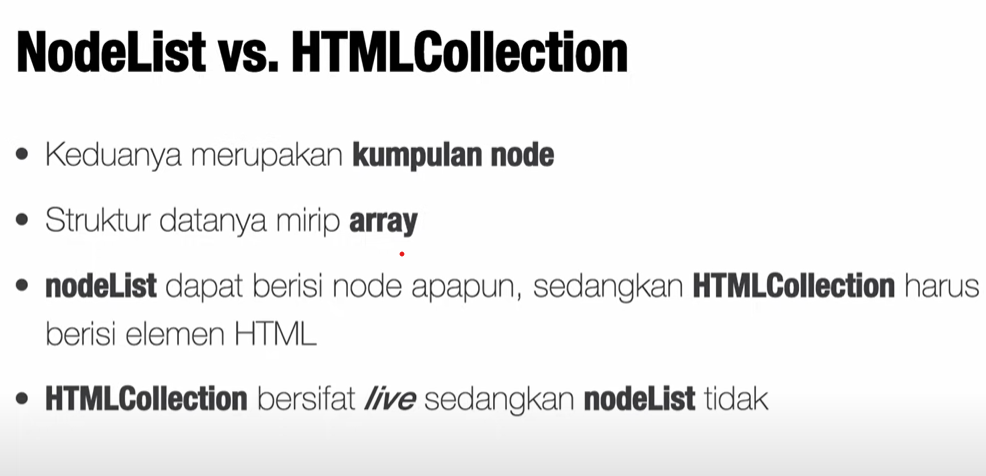 NodeList vs. HTMLCollection
• Keduanya merupakan kumpulan node
• Struktur datanya mirip array
• nodeList dapat berisi node apapun, sedangkan HTMLCollection harus
berisi elemen HTML
• HTMLCollection bersifat live sedangkan nodeList tidak